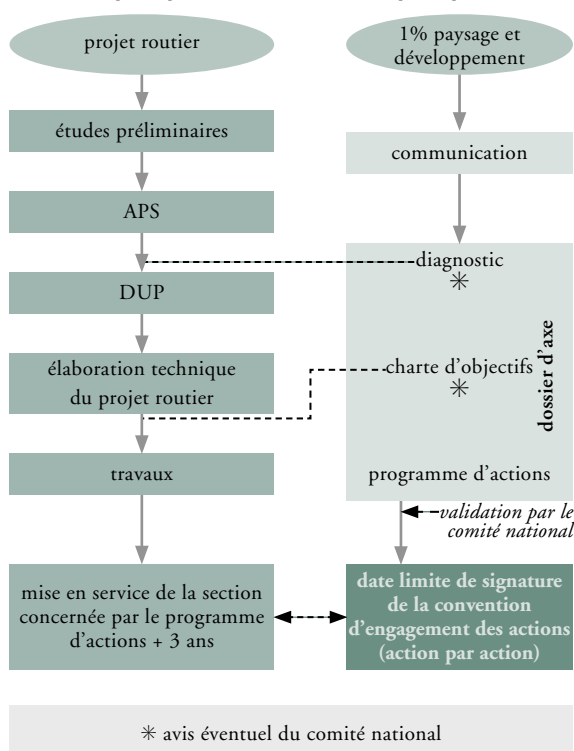 projet routier
études préliminaires
APS
DUP
élaboration technique
du projet routier
travaux
mise en service de la section
concernée par le programme
d'actions + 3 ans
1% paysage et
développement
communication
diagnostic
✳
charte d'objectifs
✳
dossier d'axe
programme d'actions
validation par le
comité national
date limite de signature
de la convention
d'engagement des actions
(action par action)
✳ avis éventuel du comité national